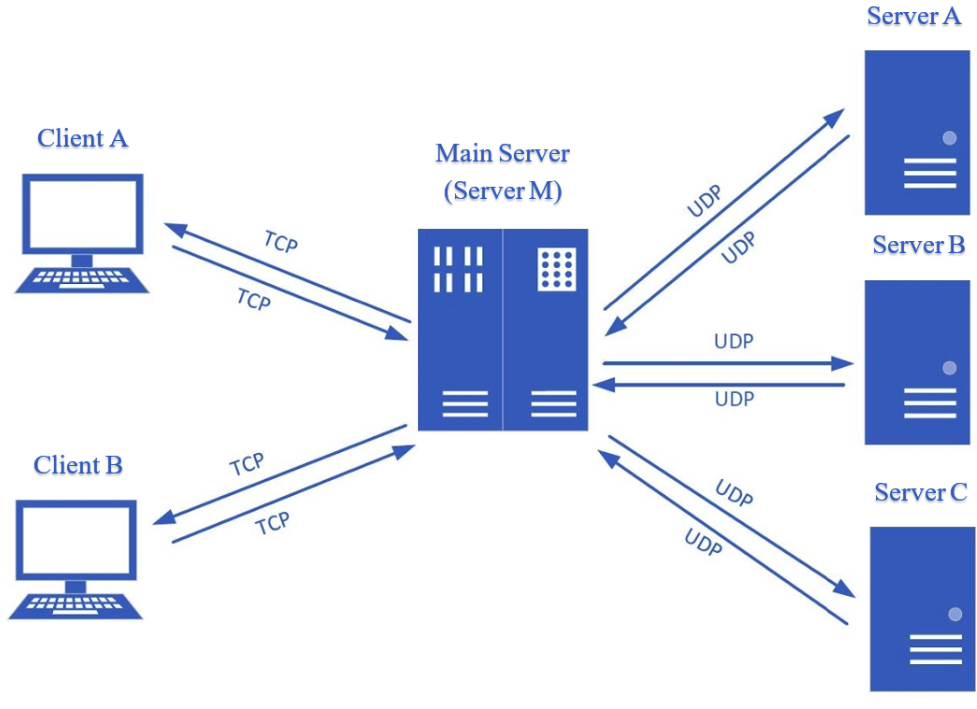 Server A
Client A
Main Server
(Server M)
UDP
UDP
TCP
TCP
Server B
UDP
UDP
Client B
TCP
TCP
Server C
UDP
UDP